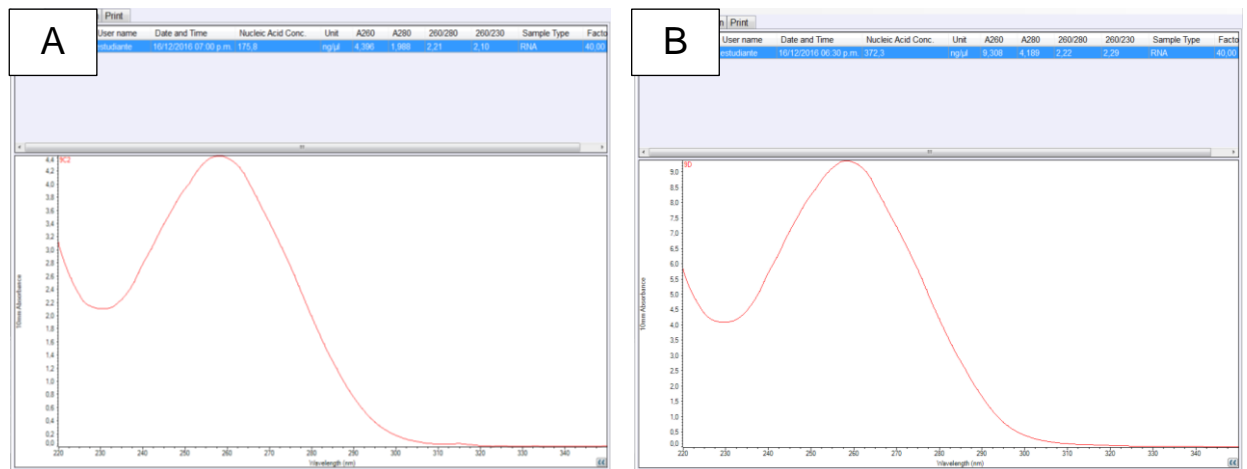 A
Print
User name Date and Time Nucleic Acid Conc. Unit A260 A280 260/280 260/230 Sample Type Facto
estudiante 16/12/2016 07:00 p.m. 175,8 ng/µl 4,396 1,988 2,21 2,10 RNA 40,00
9C2
4,4
4,2
4,0
3,8
3,6
3,4
3,2
3,0
2,8
2,6
2,4
2,2
2,0
1,8
1,6
1,4
1,2
1,0
0,8
0,6
0,4
0,2
0,0
10mm Absorbance
220 230 240 250 260 270 280 290 300 310 320 330 340
Wavelength (nm)
B
Print
User name Date and Time Nucleic Acid Conc. Unit A260 A280 260/280 260/230 Sample Type Facto
estudiante 16/12/2016 06:30 p.m. 372,3 ng/µl 9,308 4,189 2,22 2,29 RNA 40,00
9D
9,0
8,5
8,0
7,5
7,0
6,5
6,0
5,5
5,0
4,5
4,0
3,5
3,0
2,5
2,0
1,5
1,0
0,5
0,0
10mm Absorbance
220 230 240 250 260 270 280 290 300 310 320 330 340
Wavelength (nm)